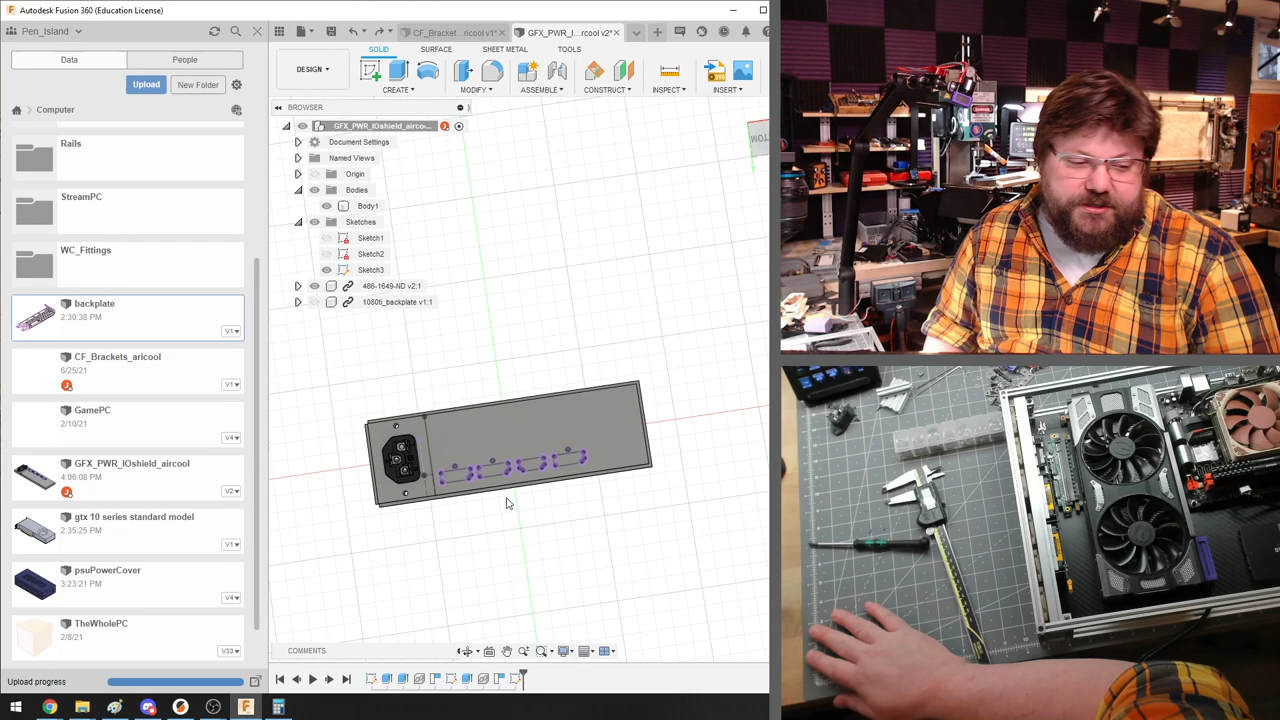 Autodesk Fusion 360 (Education License)
Pen_Island
CF_Bracket...ricool v1*
GFX_PWR_I...rcool v2*
Data
People
Upload
New Folder
Computer
Rails
StreamPC
WC_Fittings
backplate
2:30:38 PM
V1
CF_Brackets_aricool
6/25/21
V1
GamePC
2/10/21
V4
GFX_PWR_IOshield_aircool
4:06:08 PM
V2
gtx 10 series standard model
2:35:25 PM
V1
psuPowerCover
3:23:21 PM
V4
TheWholePC
2/8/21
V33
Upload progress
SOLID
SURFACE
SHEET METAL
TOOLS
DESIGN
CREATE
MODIFY
ASSEMBLE
CONSTRUCT
INSPECT
INSERT
BROWSER
GFX_PWR_IOshield_airco...
Document Settings
Named Views
Origin
Bodies
Body1
Sketches
Sketch1
Sketch2
Sketch3
486-1649-ND v2:1
1080ti_backplate v1:1
COMMENTS